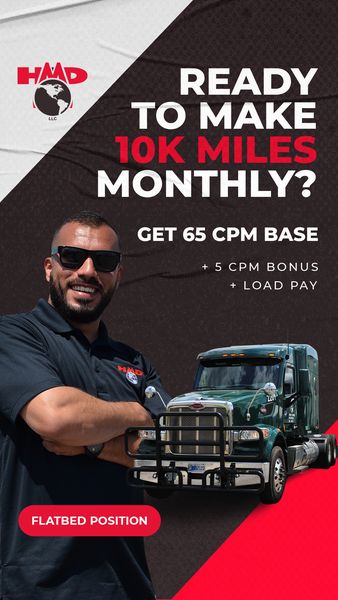 HMD
LLC
READY
TO MAKE
10K MILES
MONTHLY?
GET 65 CPM BASE
+ 5 CPM BONUS
+ LOAD PAY
HMD
FLATBED POSITION